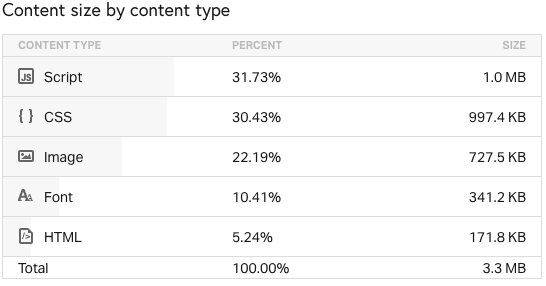 Content size by content type
CONTENT TYPE PERCENT SIZE
JS Script 31.73% 1.0 MB
{ } CSS 30.43% 997.4 KB
Image 22.19% 727.5 KB
AA Font 10.41% 341.2 KB
</> HTML 5.24% 171.8 KB
Total 100.00% 3.3 MB